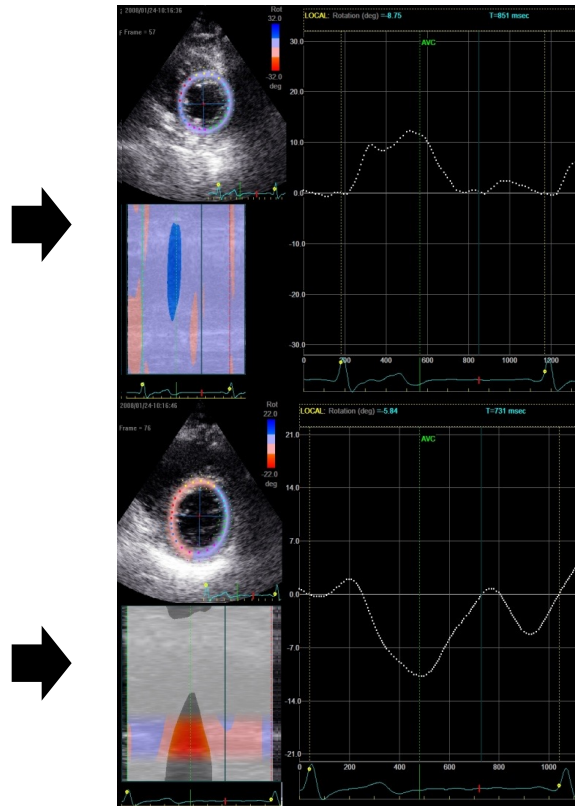 2008/01/24-10:16:36
Frame = 57
Rot
32.0
-32.0
deg
LOCAL: Rotation (deg) =-8.75 T=851 msec
AVC
30.0
20.0
10.0
0.0
-10.0
-20.0
-30.0
0 200 400 600 800 1000 1200
2008/01/24-10:16:46
Frame = 76
Rot
22.0
-22.0
deg
LOCAL: Rotation (deg) =-5.84 T=731 msec
AVC
21.0
14.0
7.0
0.0
-7.0
-14.0
-21.0
0 200 400 600 800 1000